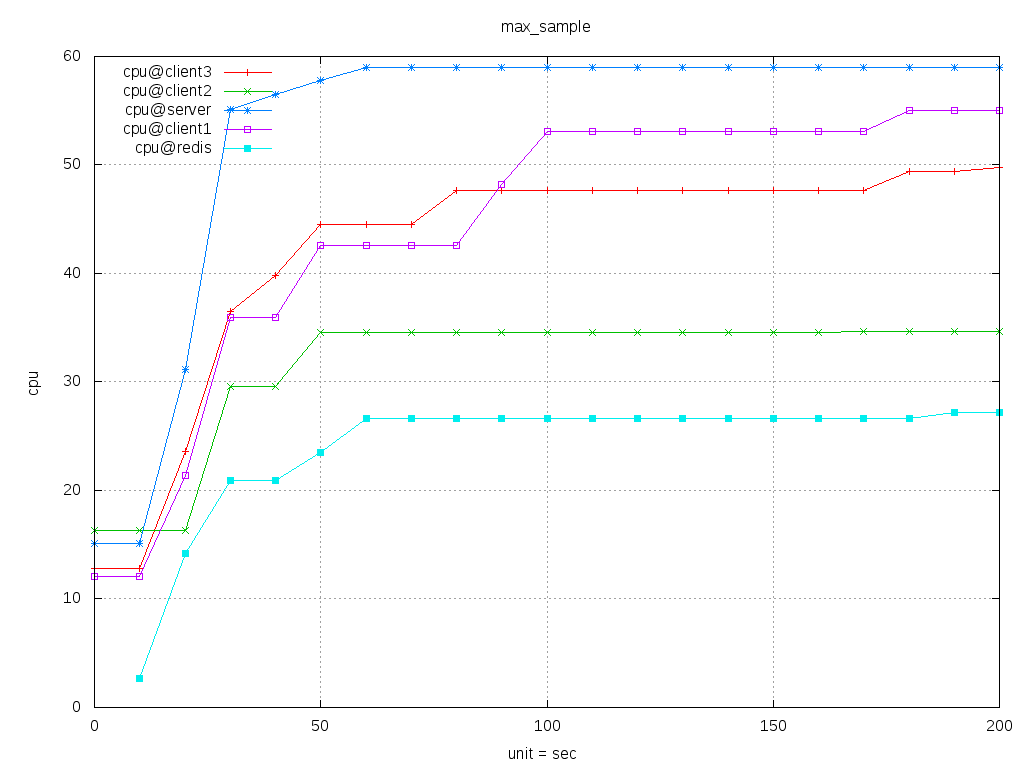 max_sample
60
50
40
30
20
10
0
cpu
cpu@client3
cpu@client2
cpu@server
cpu@client1
cpu@redis
0 50 100 150 200
unit = sec